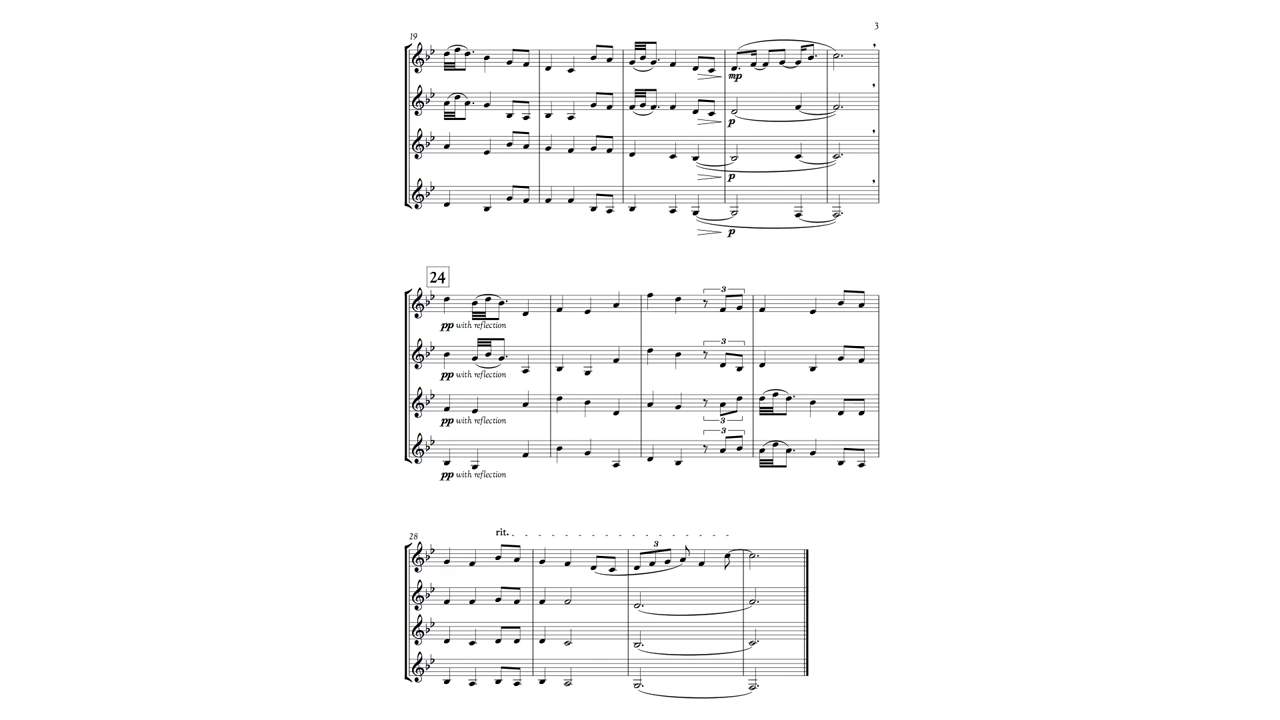 3
19
mp
p
p
p
24
3
pp with reflection
3
pp with reflection
pp with reflection
3
3
pp with reflection
28
rit.
3